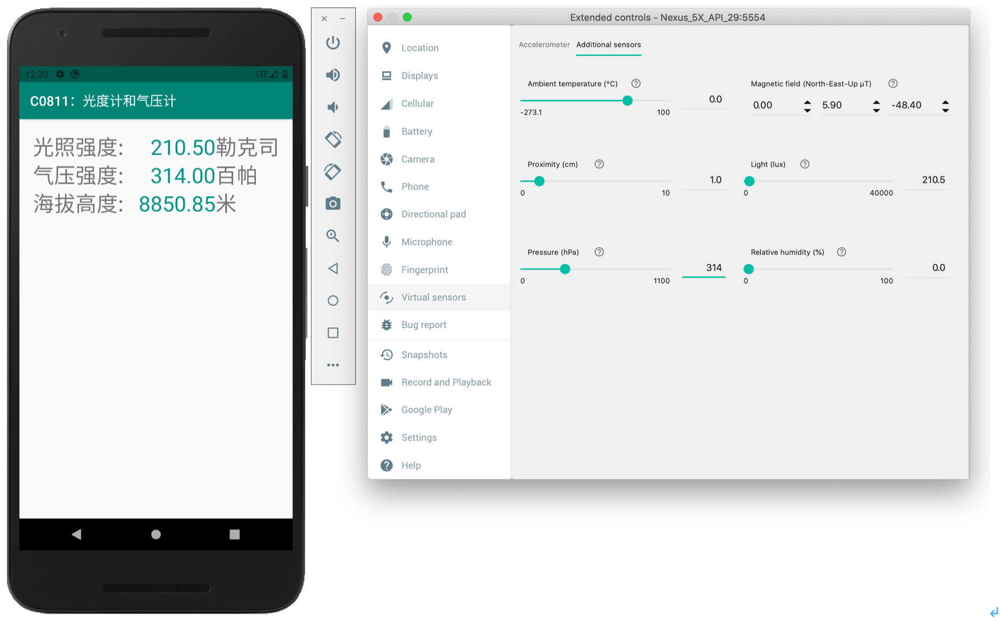 12:30 LTE
C0811：光度计和气压计
光照强度: 210.50勒克司
气压强度: 314.00百帕
海拔高度: 8850.85米
Extended controls - Nexus_5X_API_29:5554
Location
Displays
Cellular
Battery
Camera
Phone
Directional pad
Microphone
Fingerprint
Virtual sensors
Bug report
Snapshots
Record and Playback
Google Play
Settings
Help
Accelerometer Additional sensors
Ambient temperature (°C)
0.0
-273.1 100
Magnetic field (North-East-Up µT)
0.00 5.90 -48.40
Proximity (cm)
1.0
0 10
Light (lux)
210.5
0 40000
Pressure (hPa)
314
0 1100
Relative humidity (%)
0.0
0 100